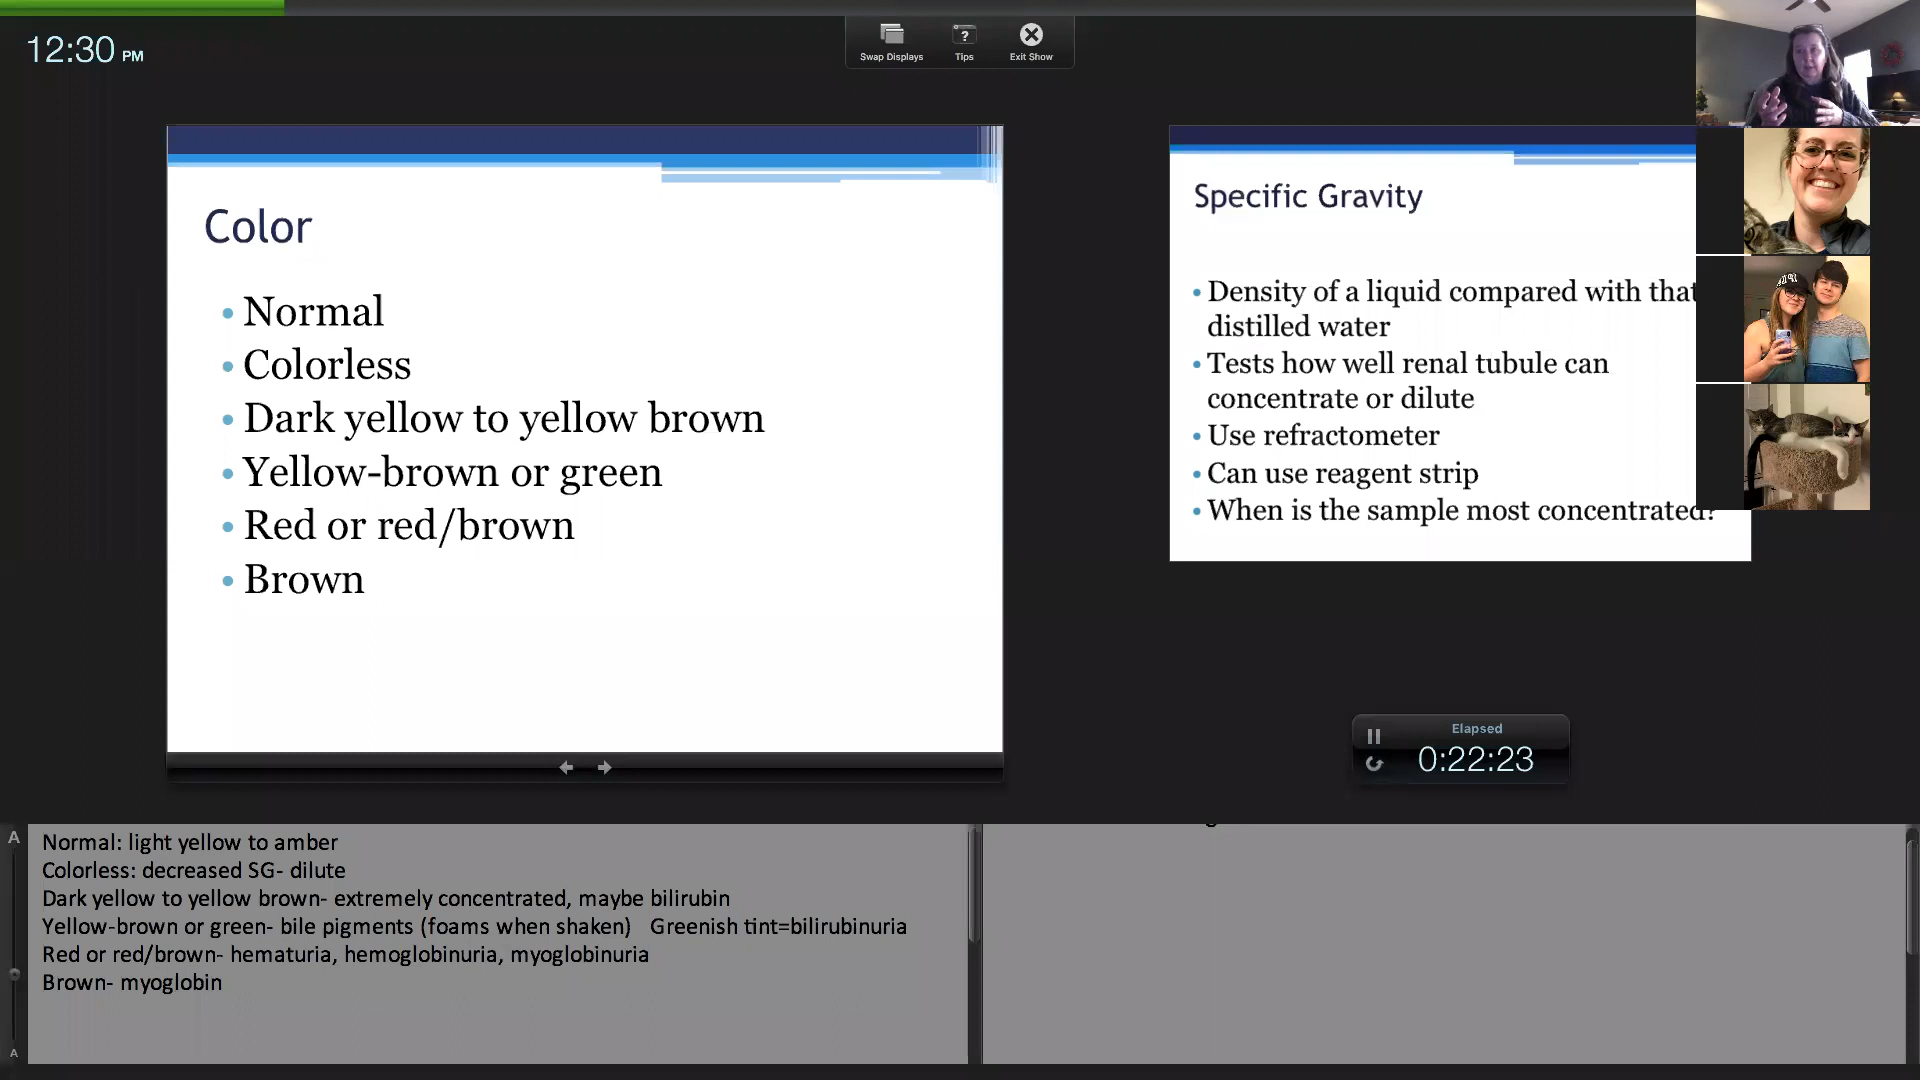 12:30 PM
Swap Displays
Tips
Exit Show
Color
• Normal
• Colorless
• Dark yellow to yellow brown
• Yellow-brown or green
• Red or red/brown
• Brown
Specific Gravity
• Density of a liquid compared with that
distilled water
• Tests how well renal tubule can
concentrate or dilute
• Use refractometer
• Can use reagent strip
• When is the sample most concentrated?
Elapsed
0:22:23
A
A
Normal: light yellow to amber
Colorless: decreased SG- dilute
Dark yellow to yellow brown- extremely concentrated, maybe bilirubin
Yellow-brown or green- bile pigments (foams when shaken) Greenish tint=bilirubinuria
Red or red/brown- hematuria, hemoglobinuria, myoglobinuria
Brown- myoglobin